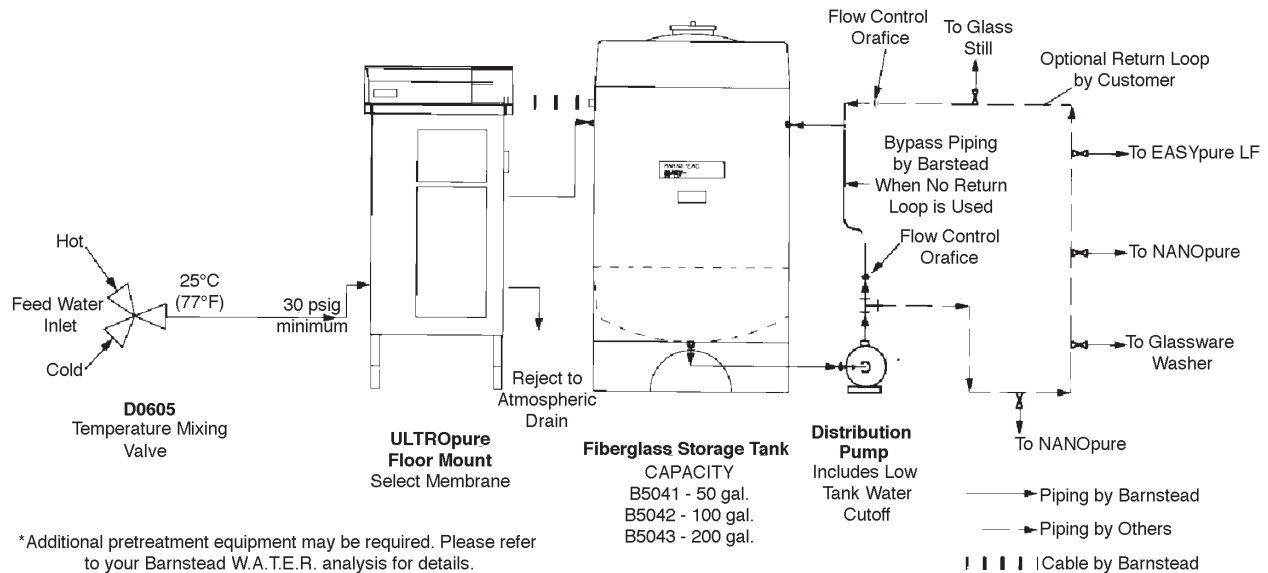 Flow Control
Orafice
To Glass
Still
Optional Return Loop
by Customer
Bypass Piping
by Barstead
When No Return
Loop is Used
To EASYpure LF
Flow Control
Orafice
To NANOpure
Hot
Feed Water
Inlet
Cold
25°C
(77°F)
30 psig
minimum
To Glassware
Washer
Reject to
Atmospheric
Drain
D0605
Temperature Mixing
Valve
ULTROpure
Floor Mount
Select Membrane
Fiberglass Storage Tank
CAPACITY
B5041 - 50 gal.
B5042 - 100 gal.
B5043 - 200 gal.
Distribution
Pump
Includes Low
Tank Water
Cutoff
To NANOpure
Piping by Barnstead
Piping by Others
Cable by Barnstead
*Additional pretreatment equipment may be required. Please refer
to your Barnstead W.A.T.E.R. analysis for details.